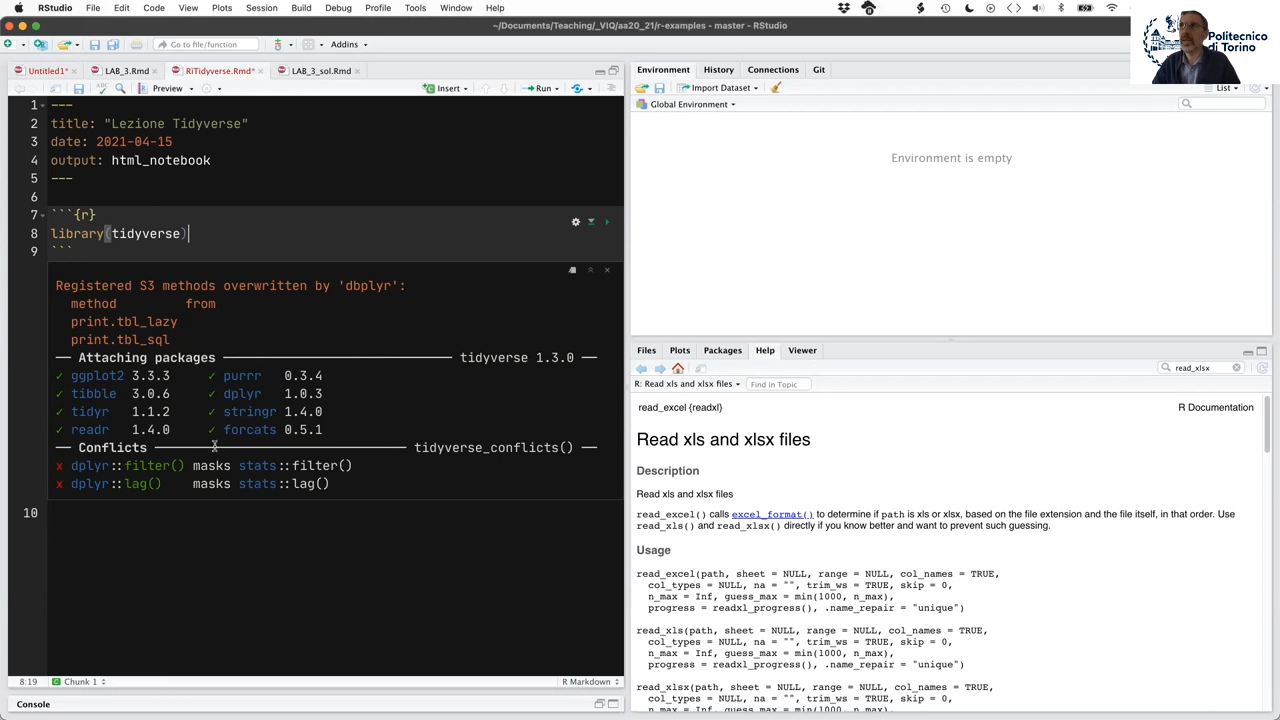 RStudio File Edit Code View Plots Session Build Debug Profile Tools Window Help
~/Documents/Teaching/_VIQ/aa20_21/r-examples - master - RStudio
Politecnico
di Torino
Go to file/function Addins
Untitled1* LAB_3.Rmd RiTidyverse.Rmd* LAB_3_sol.Rmd
Preview Insert Run
1 ---
2 title: "Lezione Tidyverse"
3 date: 2021-04-15
4 output: html_notebook
5 ---
6
7 ```{r}
8 library(tidyverse)
9 ```
Registered S3 methods overwritten by 'dbplyr':
method from
print.tbl_lazy
print.tbl_sql
── Attaching packages ── tidyverse 1.3.0 ──
✓ ggplot2 3.3.3 ✓ purrr 0.3.4
✓ tibble 3.0.6 ✓ dplyr 1.0.3
✓ tidyr 1.1.2 ✓ stringr 1.4.0
✓ readr 1.4.0 ✓ forcats 0.5.1
── Conflicts ── tidyverse_conflicts() ──
x dplyr::filter() masks stats::filter()
x dplyr::lag() masks stats::lag()
10
8:19 Chunk 1 R Markdown
Console
Environment History Connections Git
Import Dataset List
Global Environment
Environment is empty
Files Plots Packages Help Viewer
read_xlsx
R: Read xls and xlsx files Find in Topic
read_excel {readxl} R Documentation
Read xls and xlsx files
Description
Read xls and xlsx files
read_excel() calls excel_format() to determine if path is xls or xlsx, based on the file extension and the file itself, in that order. Use
read_xls() and read_xlsx() directly if you know better and want to prevent such guessing.
Usage
read_excel(path, sheet = NULL, range = NULL, col_names = TRUE,
col_types = NULL, na = "", trim_ws = TRUE, skip = 0,
n_max = Inf, guess_max = min(1000, n_max),
progress = readxl_progress(), .name_repair = "unique")
read_xls(path, sheet = NULL, range = NULL, col_names = TRUE,
col_types = NULL, na = "", trim_ws = TRUE, skip = 0,
n_max = Inf, guess_max = min(1000, n_max),
progress = readxl_progress(), .name_repair = "unique")
read_xlsx(path, sheet = NULL, range = NULL, col_names = TRUE,
col_types = NULL, na = "", trim_ws = TRUE, skip = 0,
n_max = Inf, guess_max = min(1000, n_max),